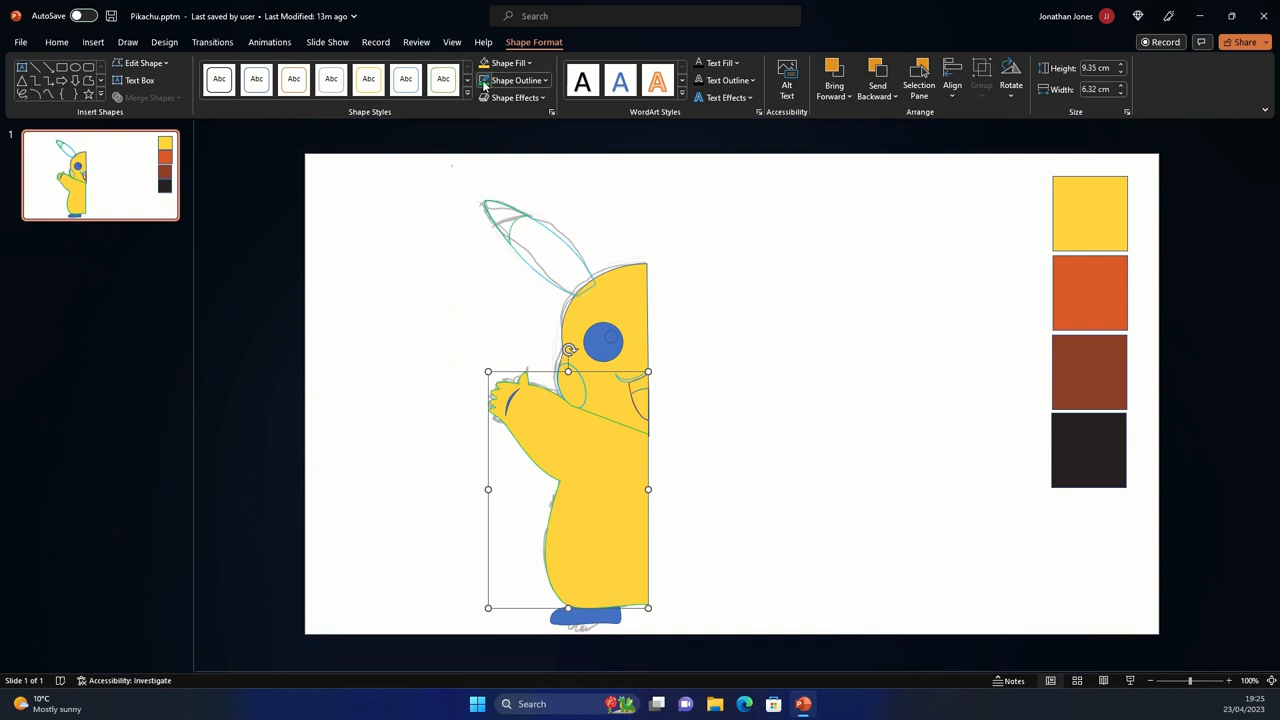 AutoSave Pikachu.pptm - Last saved by user • Last Modified: 13m ago Search Jonathan Jones JJ
File Home Insert Draw Design Transitions Animations Slide Show Record Review View Help Shape Format Record Share
Edit Shape Abc Abc Abc Abc Abc Abc Abc Shape Fill A A A Text Fill Height: 9.35 cm
Text Box Shape Outline Text Outline Alt Text Bring Forward Send Backward Selection Pane Align Group Rotate Width: 6.32 cm
Merge Shapes Shape Effects Text Effects
Insert Shapes Shape Styles WordArt Styles Accessibility Arrange Size
1
Slide 1 of 1 Accessibility: Investigate Notes 100%
10°C
Mostly sunny
Search
19:25
23/04/2023